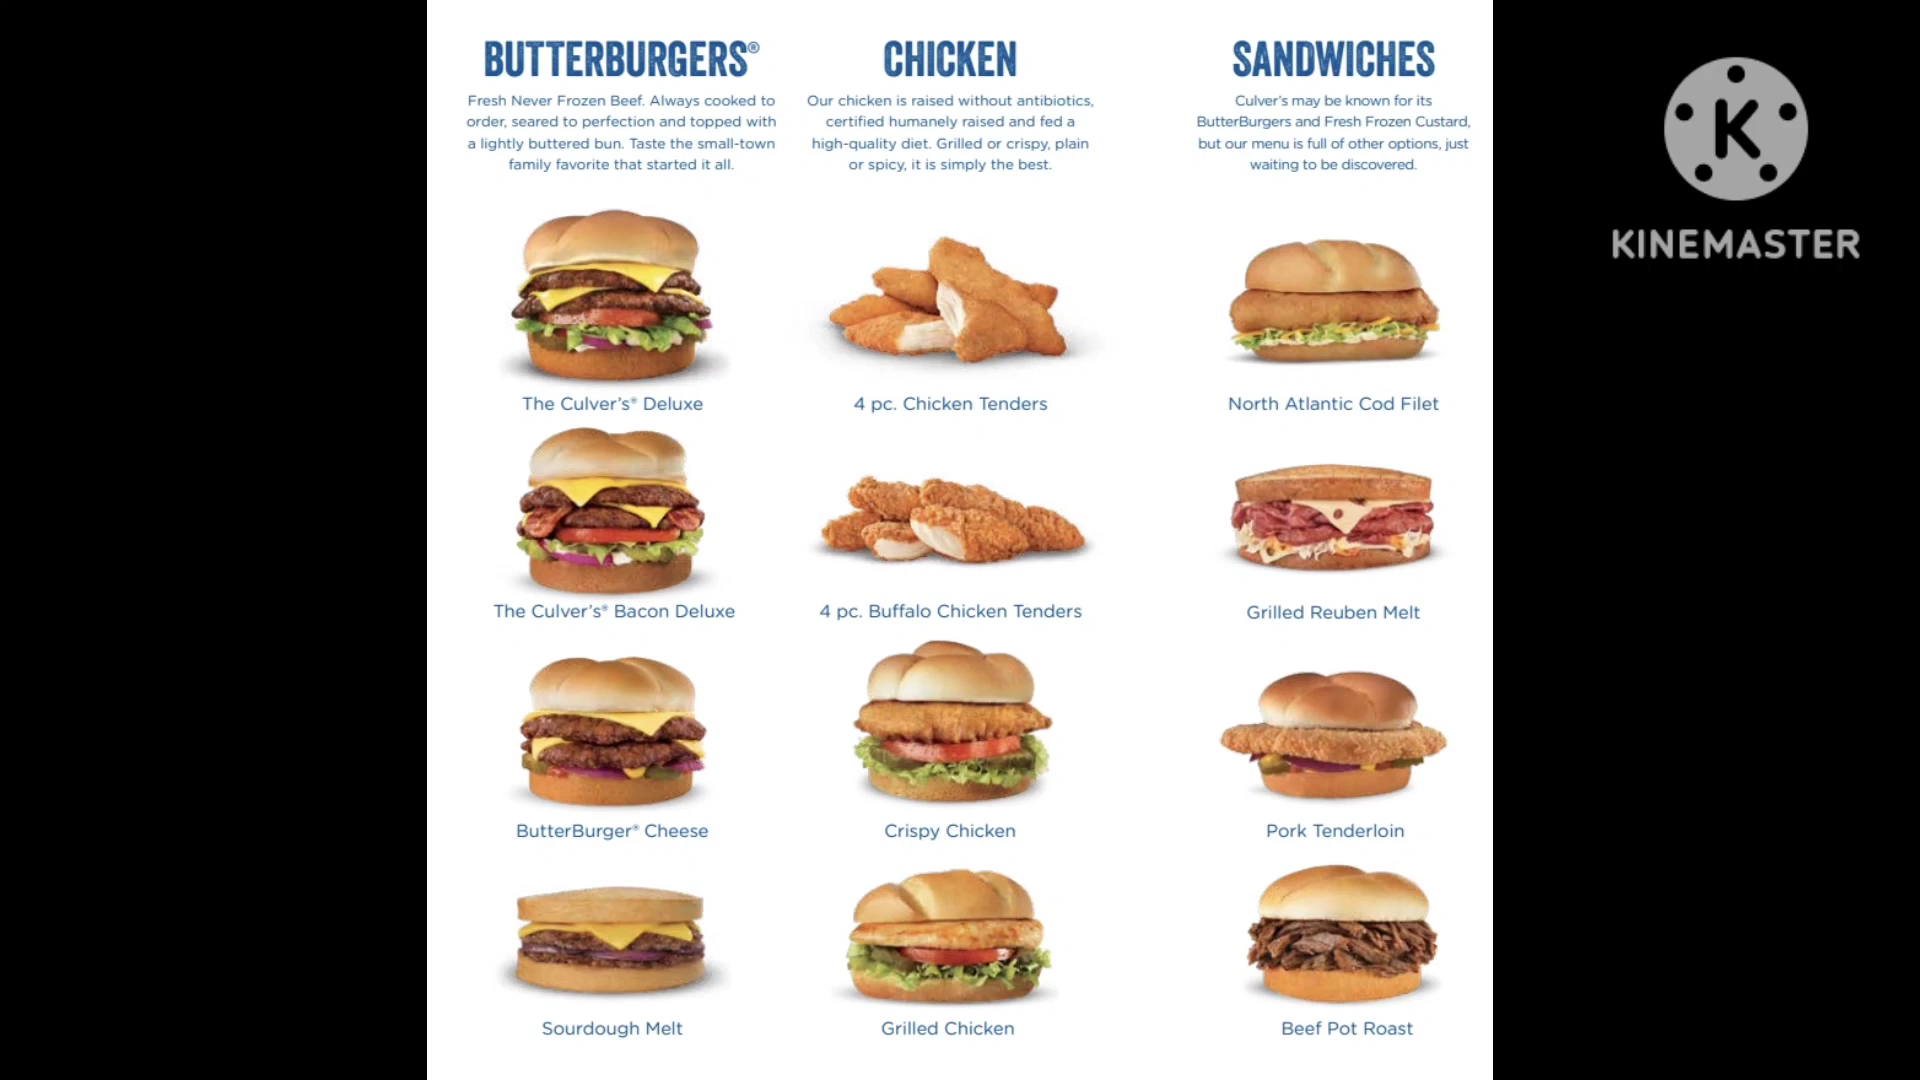 BUTTERBURGERS®
Fresh Never Frozen Beef. Always cooked to
order, seared to perfection and topped with
a lightly buttered bun. Taste the small-town
family favorite that started it all.
The Culver's® Deluxe
The Culver's® Bacon Deluxe
ButterBurger® Cheese
Sourdough Melt
CHICKEN
Our chicken is raised without antibiotics,
certified humanely raised and fed a
high-quality diet. Grilled or crispy, plain
or spicy, it is simply the best.
4 pc. Chicken Tenders
4 pc. Buffalo Chicken Tenders
Crispy Chicken
Grilled Chicken
SANDWICHES
Culver's may be known for its
ButterBurgers and Fresh Frozen Custard,
but our menu is full of other options, just
waiting to be discovered.
North Atlantic Cod Filet
Grilled Reuben Melt
Pork Tenderloin
Beef Pot Roast
K
KINEMASTER